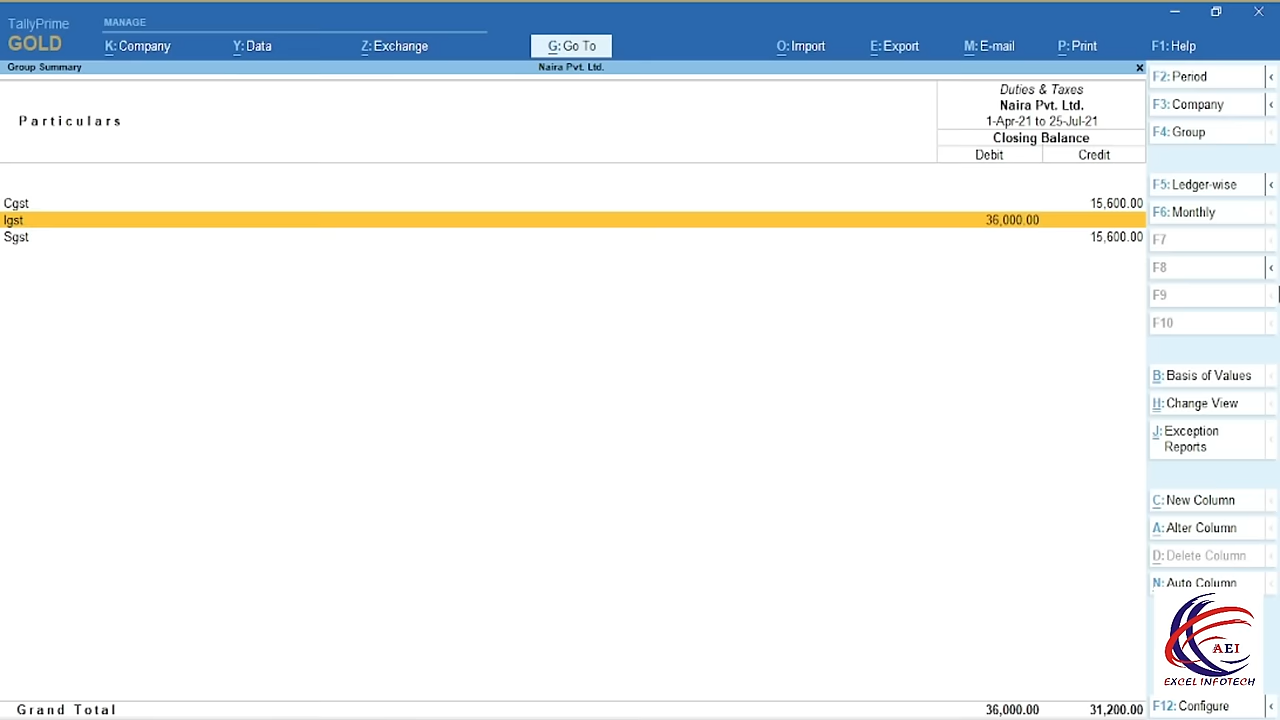 TallyPrime
GOLD
MANAGE
K: Company
Y: Data
Z: Exchange
G: Go To
O: Import
E: Export
M: E-mail
P: Print
F1: Help
Group Summary
Naira Pvt. Ltd.
x
Particulars
Duties & Taxes
Naira Pvt. Ltd.
1-Apr-21 to 25-Jul-21
Closing Balance
Debit Credit
Cgst 15,600.00
Igst 36,000.00
Sgst 15,600.00
Grand Total 36,000.00 31,200.00
F2: Period
F3: Company
F4: Group
F5: Ledger-wise
F6: Monthly
F7
F8
F9
F10
B: Basis of Values
H: Change View
J: Exception
Reports
C: New Column
A: Alter Column
D: Delete Column
N: Auto Column
AEI
EXCEL INFOTECH
F12: Configure